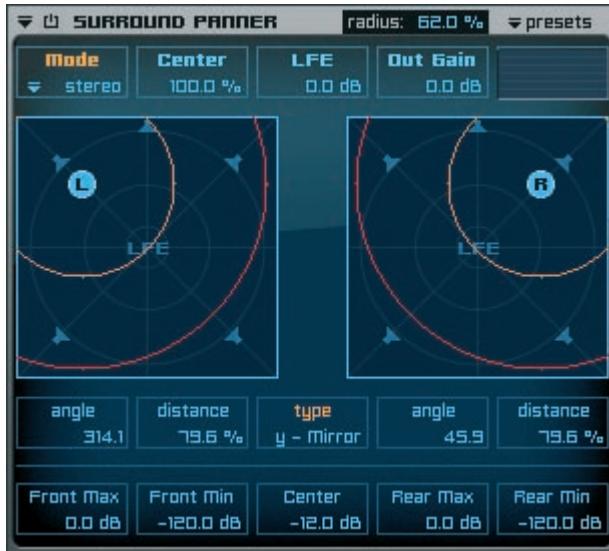 SURROUND PANNER radius: 62.0 % presets
Mode Center LFE Out Gain
stereo 100.0 % 0.0 dB 0.0 dB
L R
LFE LFE
angle distance type angle distance
314.1 79.6 % y - Mirror 45.9 79.6 %
Front Max Front Min Center Rear Max Rear Min
0.0 dB -120.0 dB -12.0 dB 0.0 dB -120.0 dB